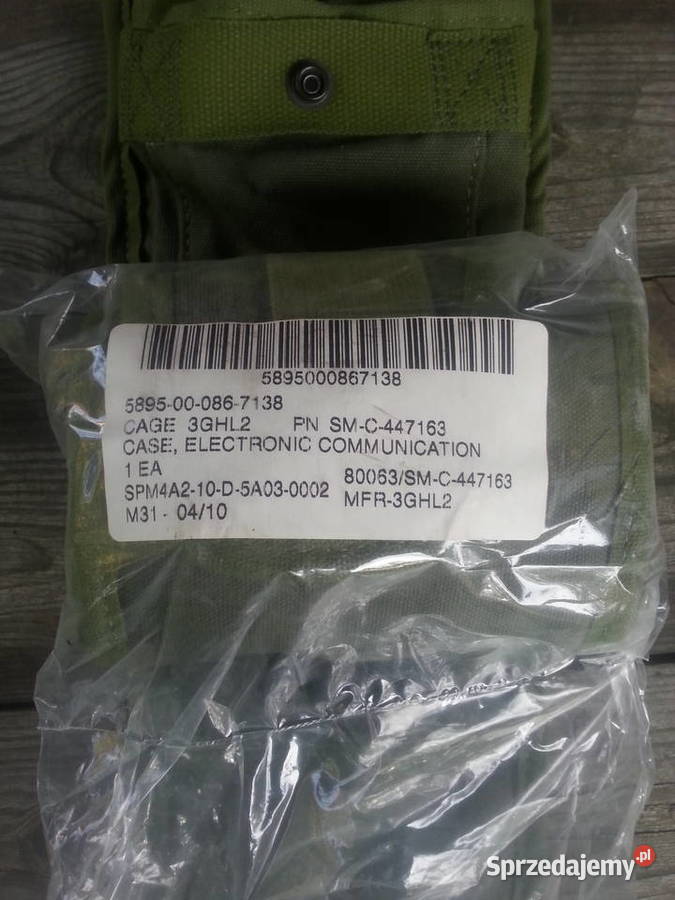 5895000867138
5895-00-086-7138
CAGE 3GHL2 PN SM-C-447163
CASE, ELECTRONIC COMMUNICATION
1 EA
80063/SM-C-447163
SPM4A2-10-D-5A03-0002
MFR-3GHL2
M31 - 04/10
Sprzedajemy.pl